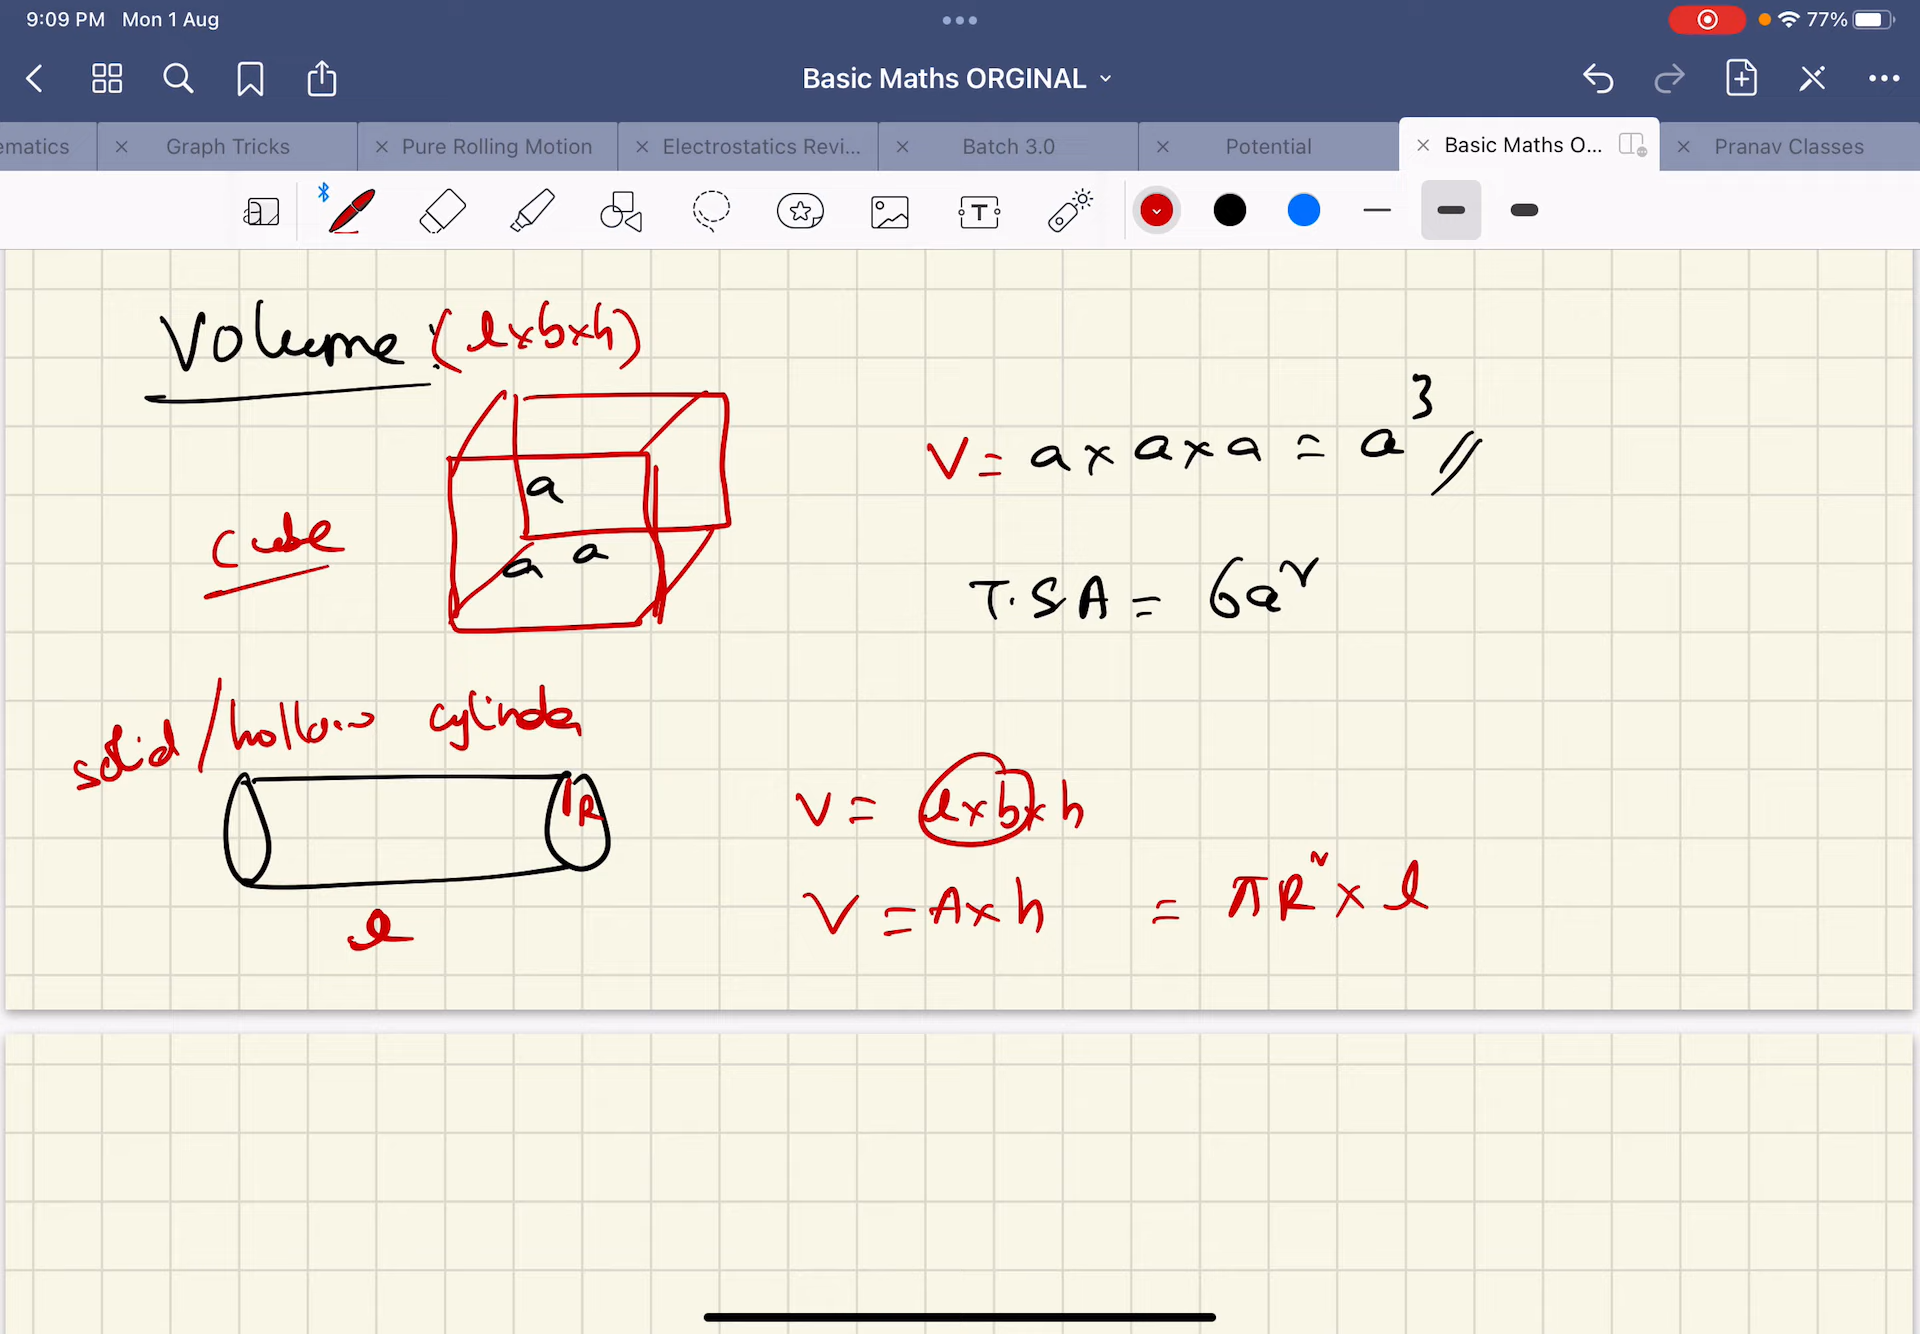 9:09 PM Mon 1 Aug
77%
Basic Maths ORGINAL
ematics
Graph Tricks
Pure Rolling Motion
Electrostatics Revi...
Batch 3.0
Potential
Basic Maths O...
Pranav Classes
Volume : (l×b×h)
V = a × a × a = a³ //
a
cube
a a
T.S.A = 6a²
solid / hollow cylinder
R
V = l×b×h
V = A×h = πR² × l
l